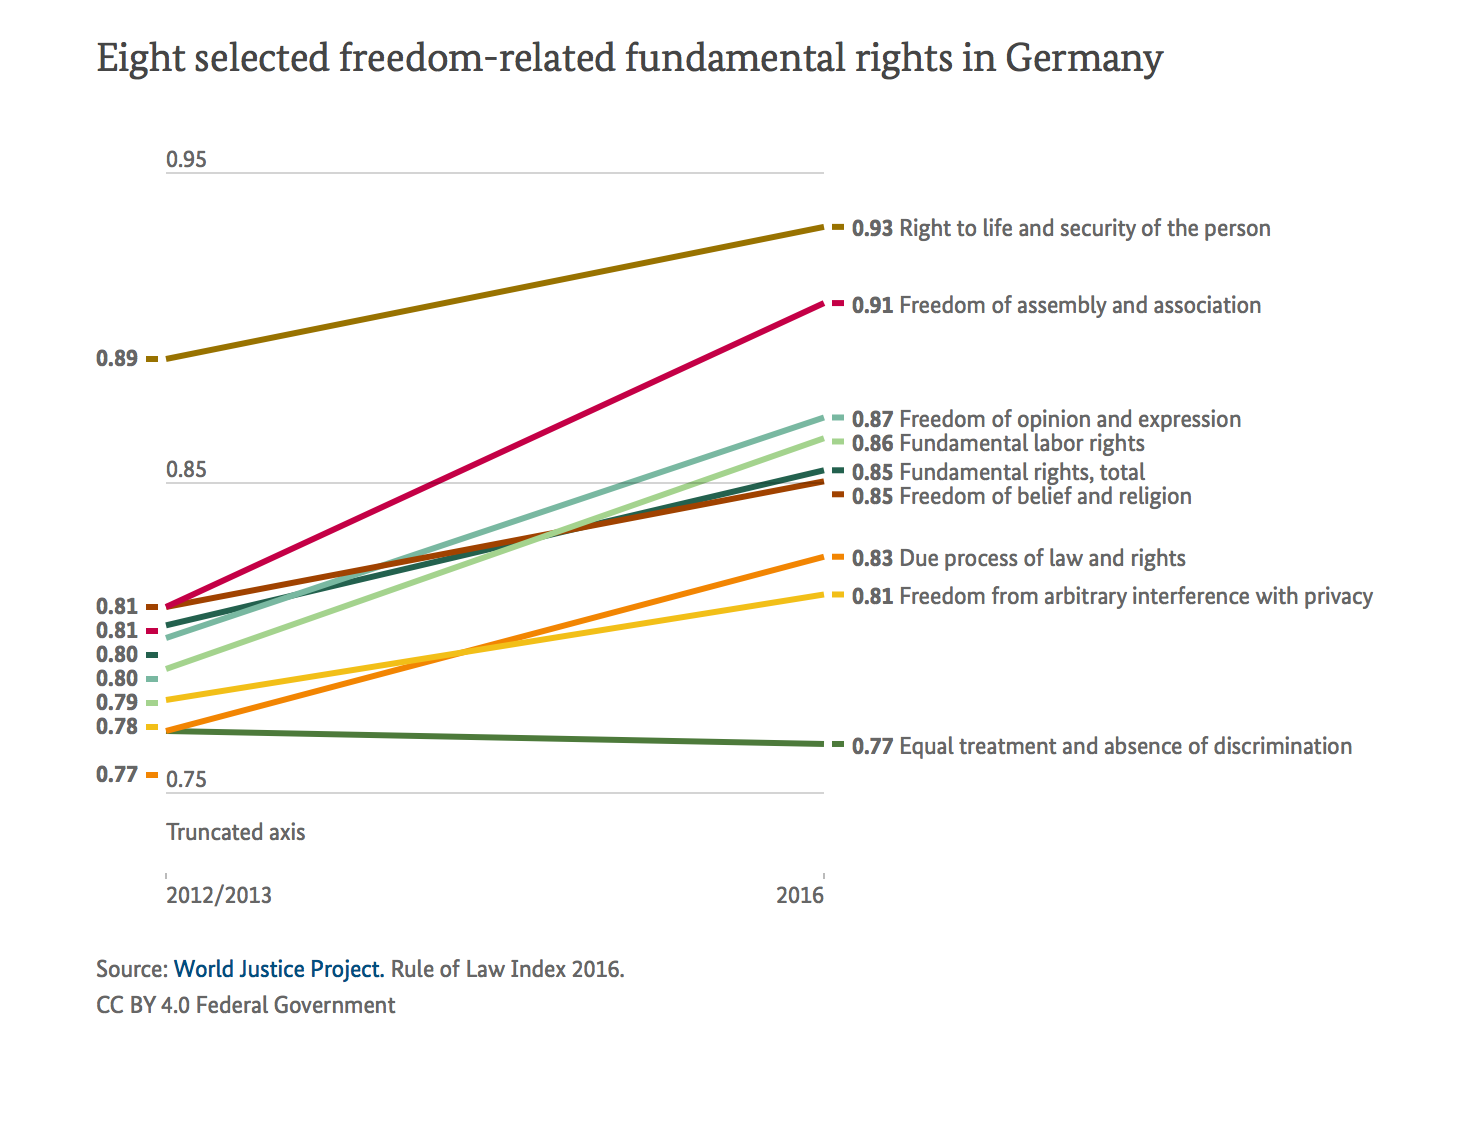 Eight selected freedom-related fundamental rights in Germany
0.95
0.93 Right to life and security of the person
0.91 Freedom of assembly and association
0.89
0.87 Freedom of opinion and expression
0.86 Fundamental labor rights
0.85
0.85 Fundamental rights, total
0.85 Freedom of belief and religion
0.83 Due process of law and rights
0.81 Freedom from arbitrary interference with privacy
0.81
0.81
0.80
0.80
0.79
0.78
0.77 Equal treatment and absence of discrimination
0.77
0.75
Truncated axis
2012/2013
2016
Source: World Justice Project. Rule of Law Index 2016.
CC BY 4.0 Federal Government